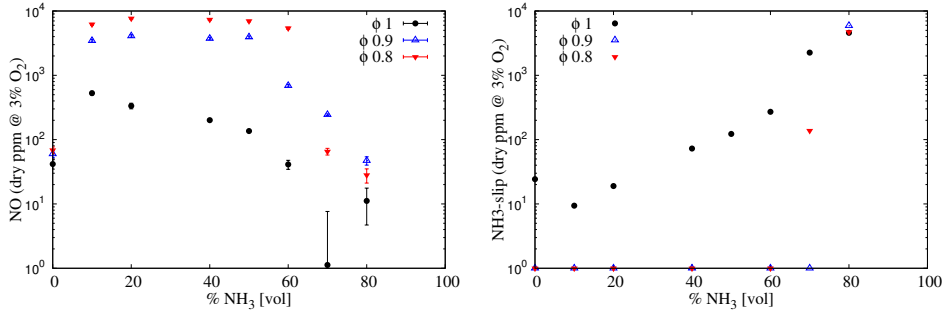 NO (dry ppm @ 3% O2)
10^4
10^3
10^2
10^1
10^0
0
20
40
60
80
100
% NH3 [vol]
ϕ 1
ϕ 0.9
ϕ 0.8
NH3-slip (dry ppm @ 3% O2)
10^4
10^3
10^2
10^1
10^0
0
20
40
60
80
100
% NH3 [vol]
ϕ 1
ϕ 0.9
ϕ 0.8